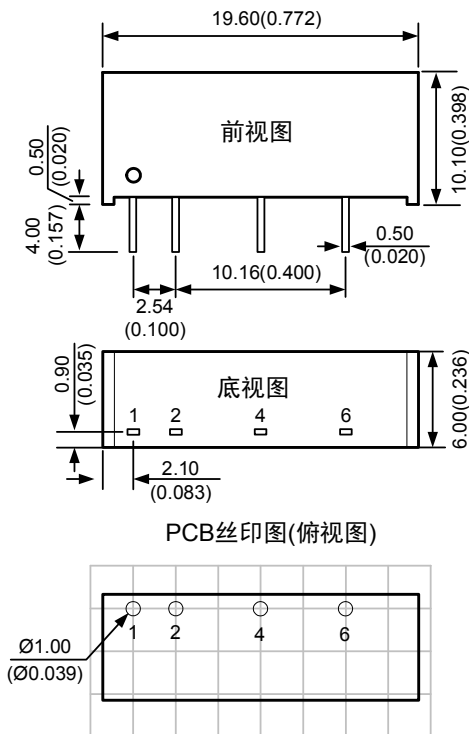 19.60(0.772)
前视图
10.10(0.398)
0.50
(0.020)
4.00
(0.157)
0.50
(0.020)
10.16(0.400)
2.54
(0.100)
底视图
0.90
(0.035)
1 2 4 6
6.00(0.236)
2.10
(0.083)
PCB丝印图(俯视图)
1 2 4 6
Ø1.00
(Ø0.039)